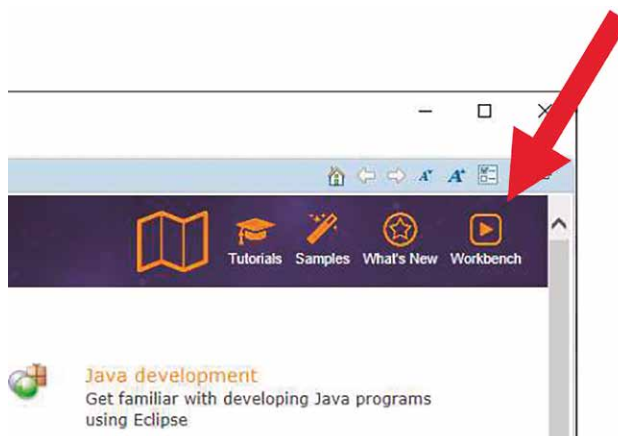 Tutorials Samples What's New Workbench
Java development
Get familiar with developing Java programs
using Eclipse